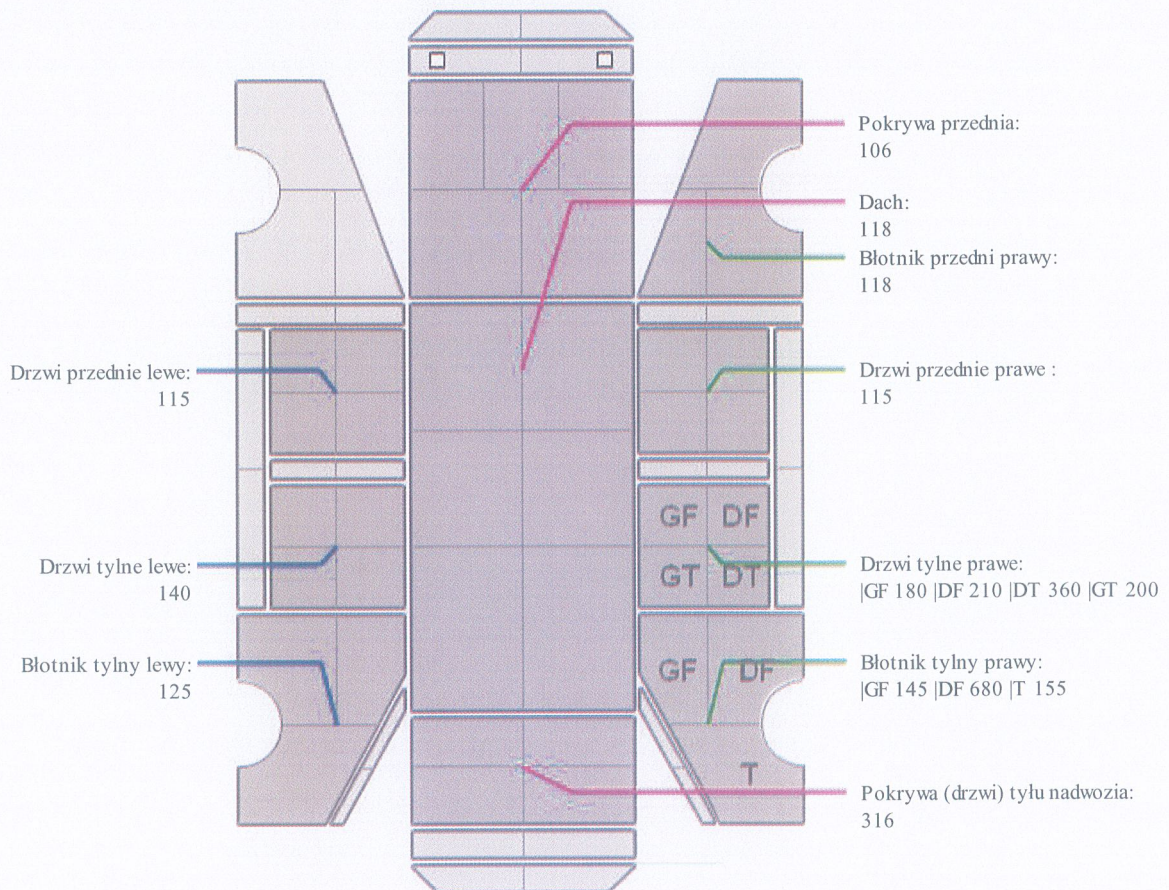 Pokrywa przednia:
106
Dach:
118
Błotnik przedni prawy:
118
Drzwi przednie lewe:
115
Drzwi przednie prawe :
115
GF DF
GT DT
Drzwi tylne lewe:
140
Drzwi tylne prawe:
|GF 180 |DF 210 |DT 360 |GT 200
Błotnik tylny lewy:
125
GF DF
T
Błotnik tylny prawy:
|GF 145 |DF 680 |T 155
Pokrywa (drzwi) tyłu nadwozia:
316